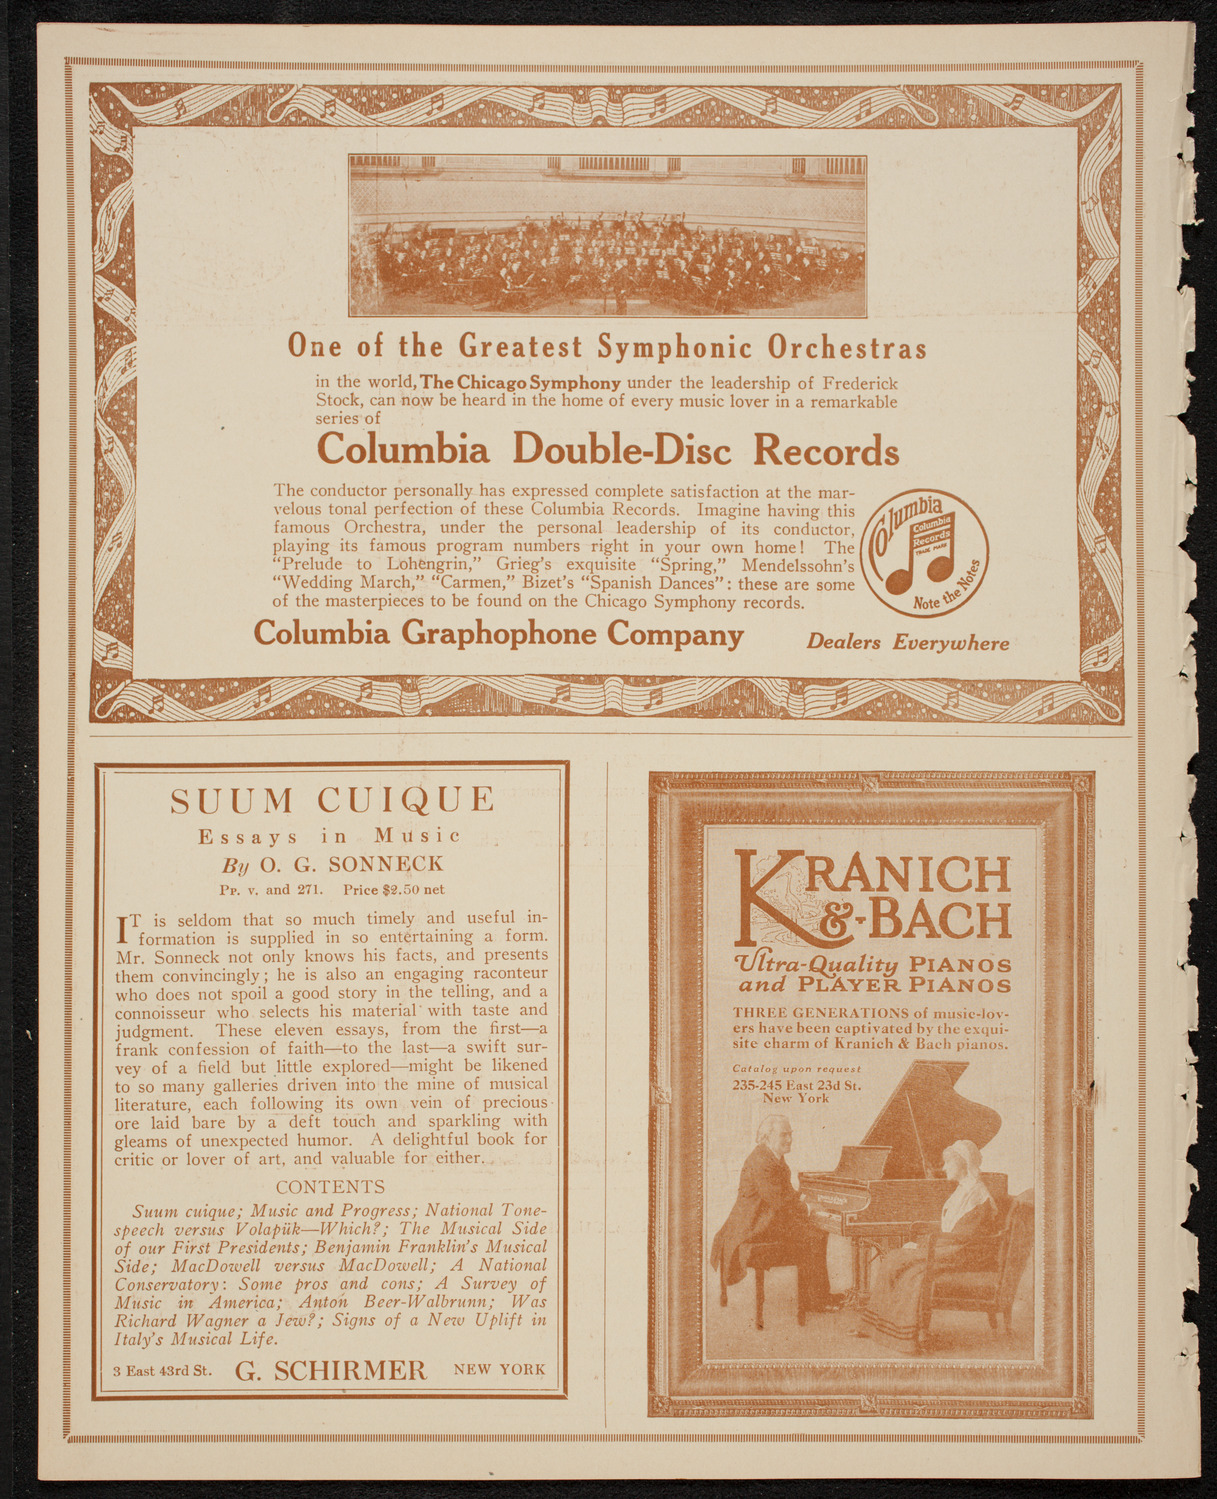 One of the Greatest Symphonic Orchestras
in the world, The Chicago Symphony under the leadership of Frederick
Stock, can now be heard in the home of every music lover in a remarkable
series of
Columbia Double-Disc Records
The conductor personally has expressed complete satisfaction at the mar-
velous tonal perfection of these Columbia Records. Imagine having this
famous Orchestra, under the personal leadership of its conductor,
playing its famous program numbers right in your own home! The
"Prelude to Lohengrin," Grieg's exquisite "Spring," Mendelssohn's
"Wedding March," "Carmen," Bizet's "Spanish Dances": these are some
of the masterpieces to be found on the Chicago Symphony records.
Columbia
Columbia
Records
TRADE MARK
Note the Notes
Columbia Graphophone Company Dealers Everywhere
SUUM CUIQUE
Essays in Music
By O. G. SONNECK
Pp. v. and 271. Price $2.50 net
IT is seldom that so much timely and useful in-
formation is supplied in so entertaining a form.
Mr. Sonneck not only knows his facts, and presents
them convincingly; he is also an engaging raconteur
who does not spoil a good story in the telling, and a
connoisseur who selects his material with taste and
judgment. These eleven essays, from the first—a
frank confession of faith—to the last—a swift sur-
vey of a field but little explored—might be likened
to so many galleries driven into the mine of musical
literature, each following its own vein of precious
ore laid bare by a deft touch and sparkling with
gleams of unexpected humor. A delightful book for
critic or lover of art, and valuable for either.
CONTENTS
Suum cuique; Music and Progress; National Tone-
speech versus Volapük—Which?; The Musical Side
of our First Presidents; Benjamin Franklin's Musical
Side; MacDowell versus MacDowell; A National
Conservatory: Some pros and cons; A Survey of
Music in America; Anton Beer-Walbrunn; Was
Richard Wagner a Jew?; Signs of a New Uplift in
Italy's Musical Life.
3 East 43rd St. G. SCHIRMER NEW YORK
KRANICH
&-BACH
Ultra-Quality PIANOS
and PLAYER PIANOS
THREE GENERATIONS of music-lov-
ers have been captivated by the exqui-
site charm of Kranich & Bach pianos.
Catalog upon request
235-245 East 23d St.
New York